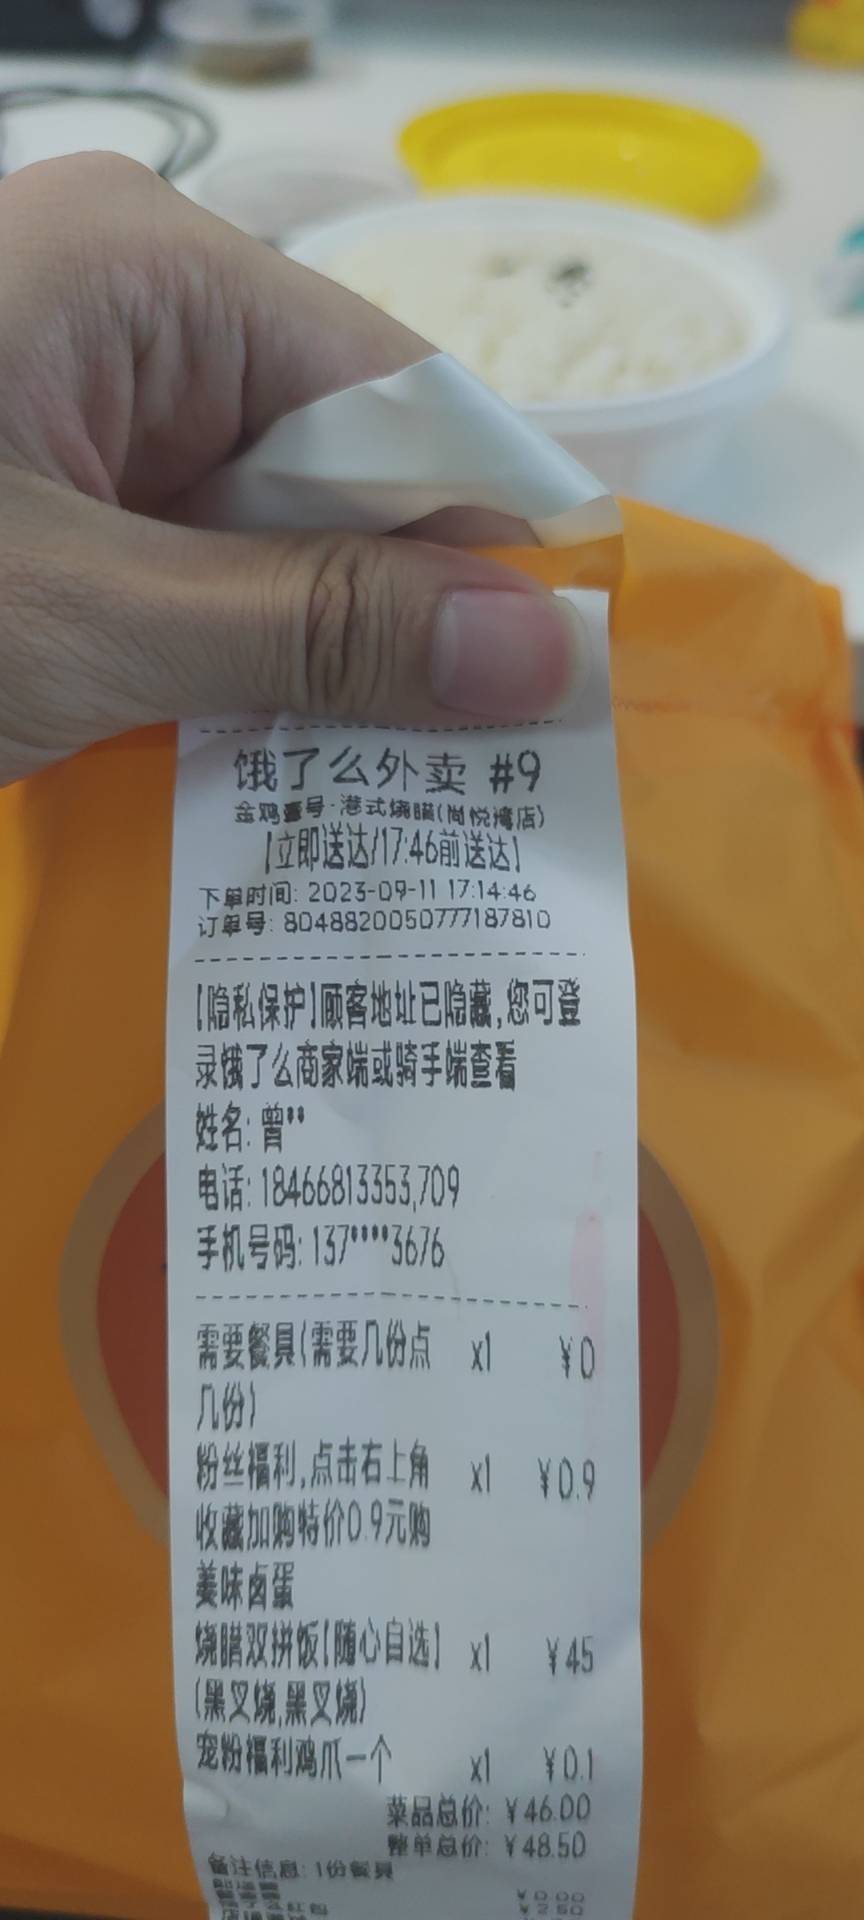 饿了么外卖 #9
金鸡壹号·港式烧腊(尚悦湾店)
【立即送达/17:46前送达】
下单时间: 2023-09-11 17:14:46
订单号: 8048820050777187810
【隐私保护】顾客地址已隐藏,您可登
录饿了么商家端或骑手端查看
姓名: 曾**
电话: 18466813353,709
手机号码: 137****3676
需要餐具(需要几份点 x1 ¥0
几份)
粉丝福利,点击右上角 x1 ¥0.9
收藏加购特价0.9元购
美味卤蛋
烧腊双拼饭【随心自选】 x1 ¥45
(黑叉烧,黑叉烧)
宠粉福利鸡爪一个 x1 ¥0.1
菜品总价: ¥46.00
整单总价: ¥48.50
备注信息: 1份餐具
¥0.00
¥2.50